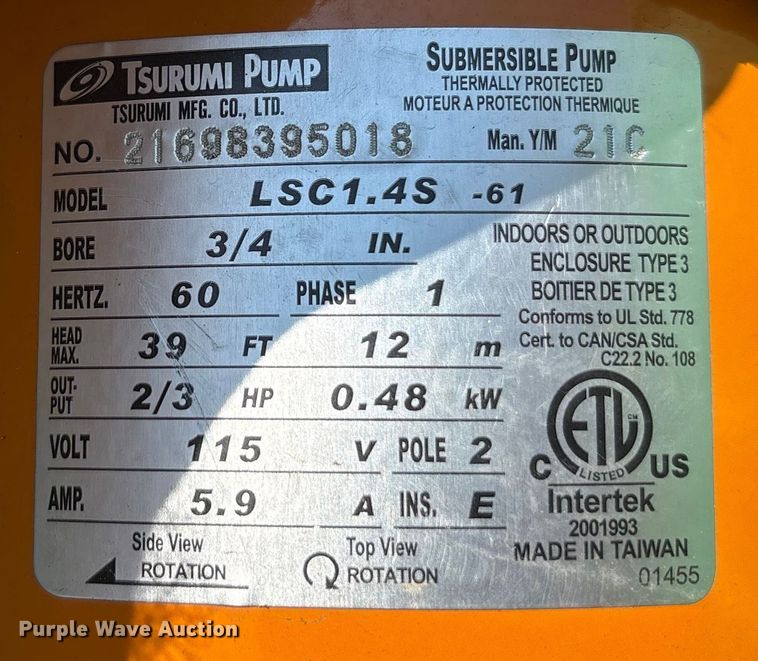 TSURUMI PUMP
TSURUMI MFG. CO., LTD.
SUBMERSIBLE PUMP
THERMALLY PROTECTED
MOTEUR A PROTECTION THERMIQUE
NO. 21698395018 Man. Y/M 21C
MODEL LSC1.4S -61
BORE 3/4 IN.
HERTZ. 60 PHASE 1
HEAD MAX. 39 FT 12 m
OUT-PUT 2/3 HP 0.48 kW
VOLT 115 V POLE 2
AMP. 5.9 A INS. E
Side View
ROTATION
Top View
ROTATION
INDOORS OR OUTDOORS
ENCLOSURE TYPE 3
BOITIER DE TYPE 3
Conforms to UL Std. 778
Cert. to CAN/CSA Std.
C22.2 No. 108
ETL CM
LISTED
C US
Intertek
2001993
MADE IN TAIWAN
01455
Purple Wave Auction